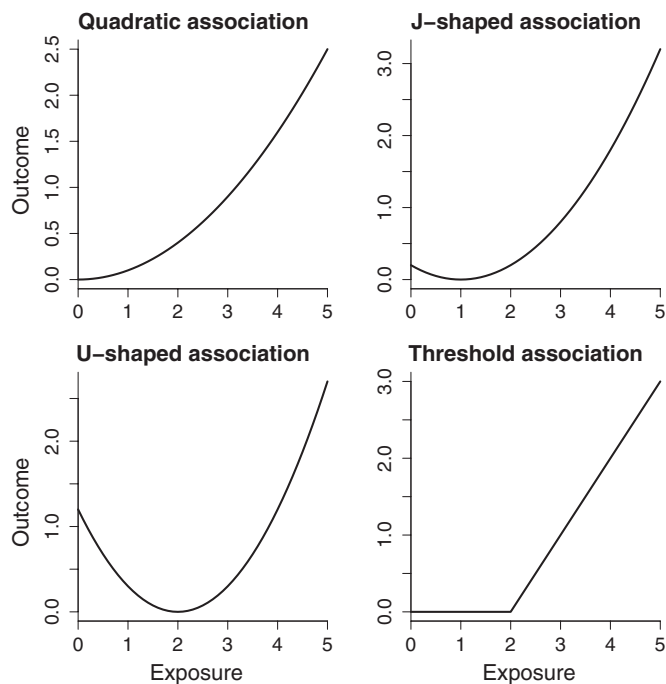 Quadratic association
Outcome
0.0 0.5 1.0 1.5 2.0 2.5
0 1 2 3 4 5
J−shaped association
0.0 1.0 2.0 3.0
0 1 2 3 4 5
U−shaped association
Outcome
0.0 1.0 2.0
0 1 2 3 4 5
Exposure
Threshold association
0.0 1.0 2.0 3.0
0 1 2 3 4 5
Exposure